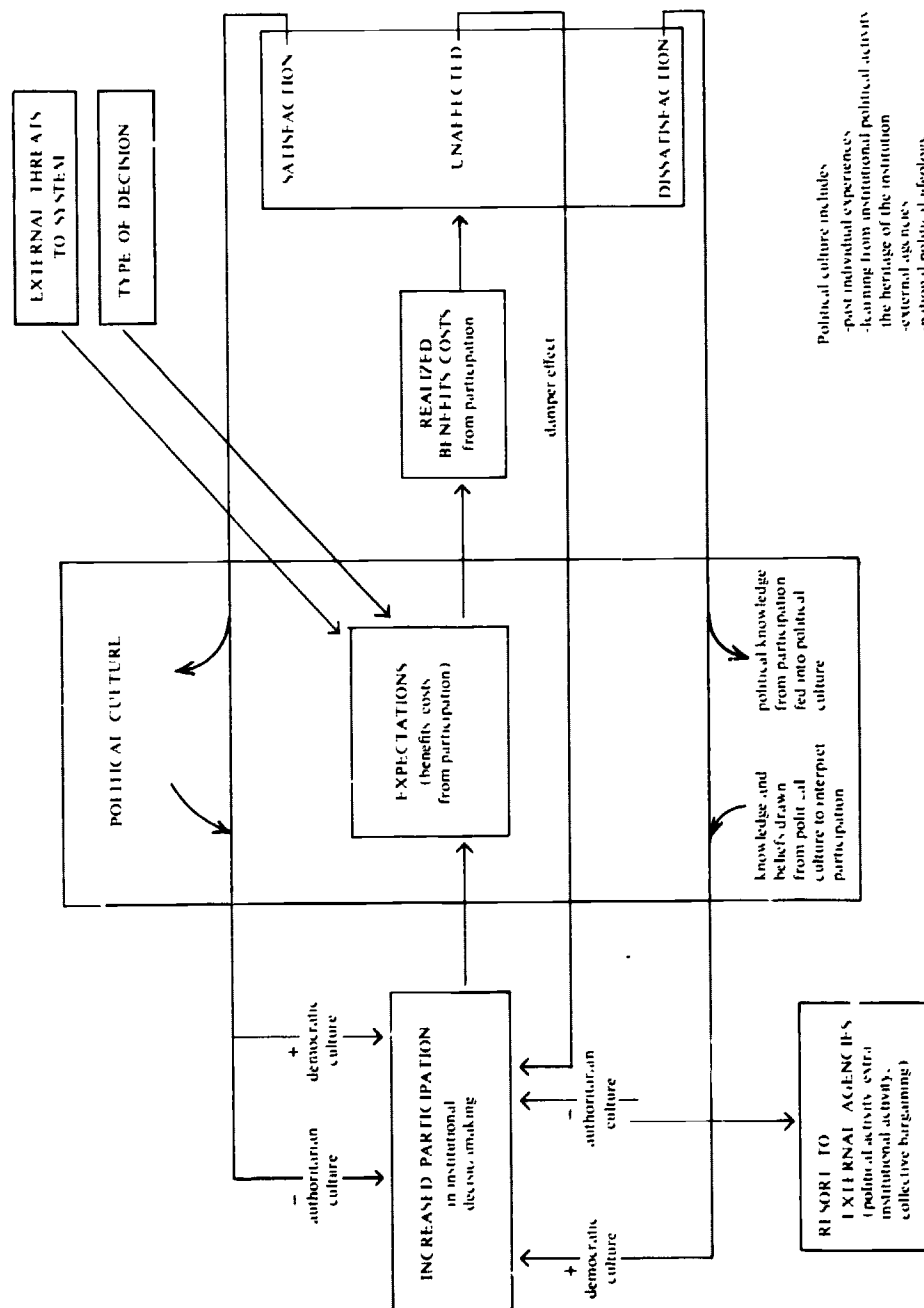 EXTERNAL THREATS
TO SYSTEM
TYPE OF DECISION
POLITICAL CULTURE
SATISFACTION
UNAFFECTED
DISSATISFACTION
−
authoritarian
culture
+
democratic
culture
INCREASED PARTICIPATION
in institutional
decision making
EXPECTATIONS
(benefits costs
from participation)
REALIZED
BENEFITS COSTS
from participation
damper effect
+
democratic
culture
−
authoritarian
culture
knowledge and
beliefs drawn
from political
culture to interpret
participation
political knowledge
from participation
fed into political
culture
RESORT TO
EXTERNAL AGENCIES
(political activity extra
institutional activity,
collective bargaining)
Political culture includes
-past individual experiences
-learning from institutional political activity
the heritage of the institution
-external agencies
-national political ideology